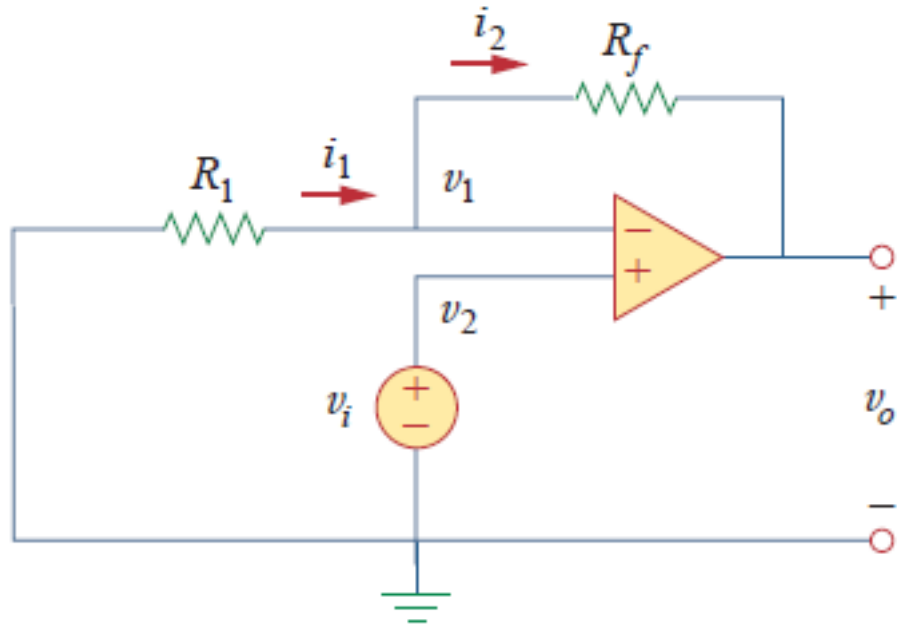 i2 Rf
R1 i1 v1
− +
v2
+
vi + − vo
−